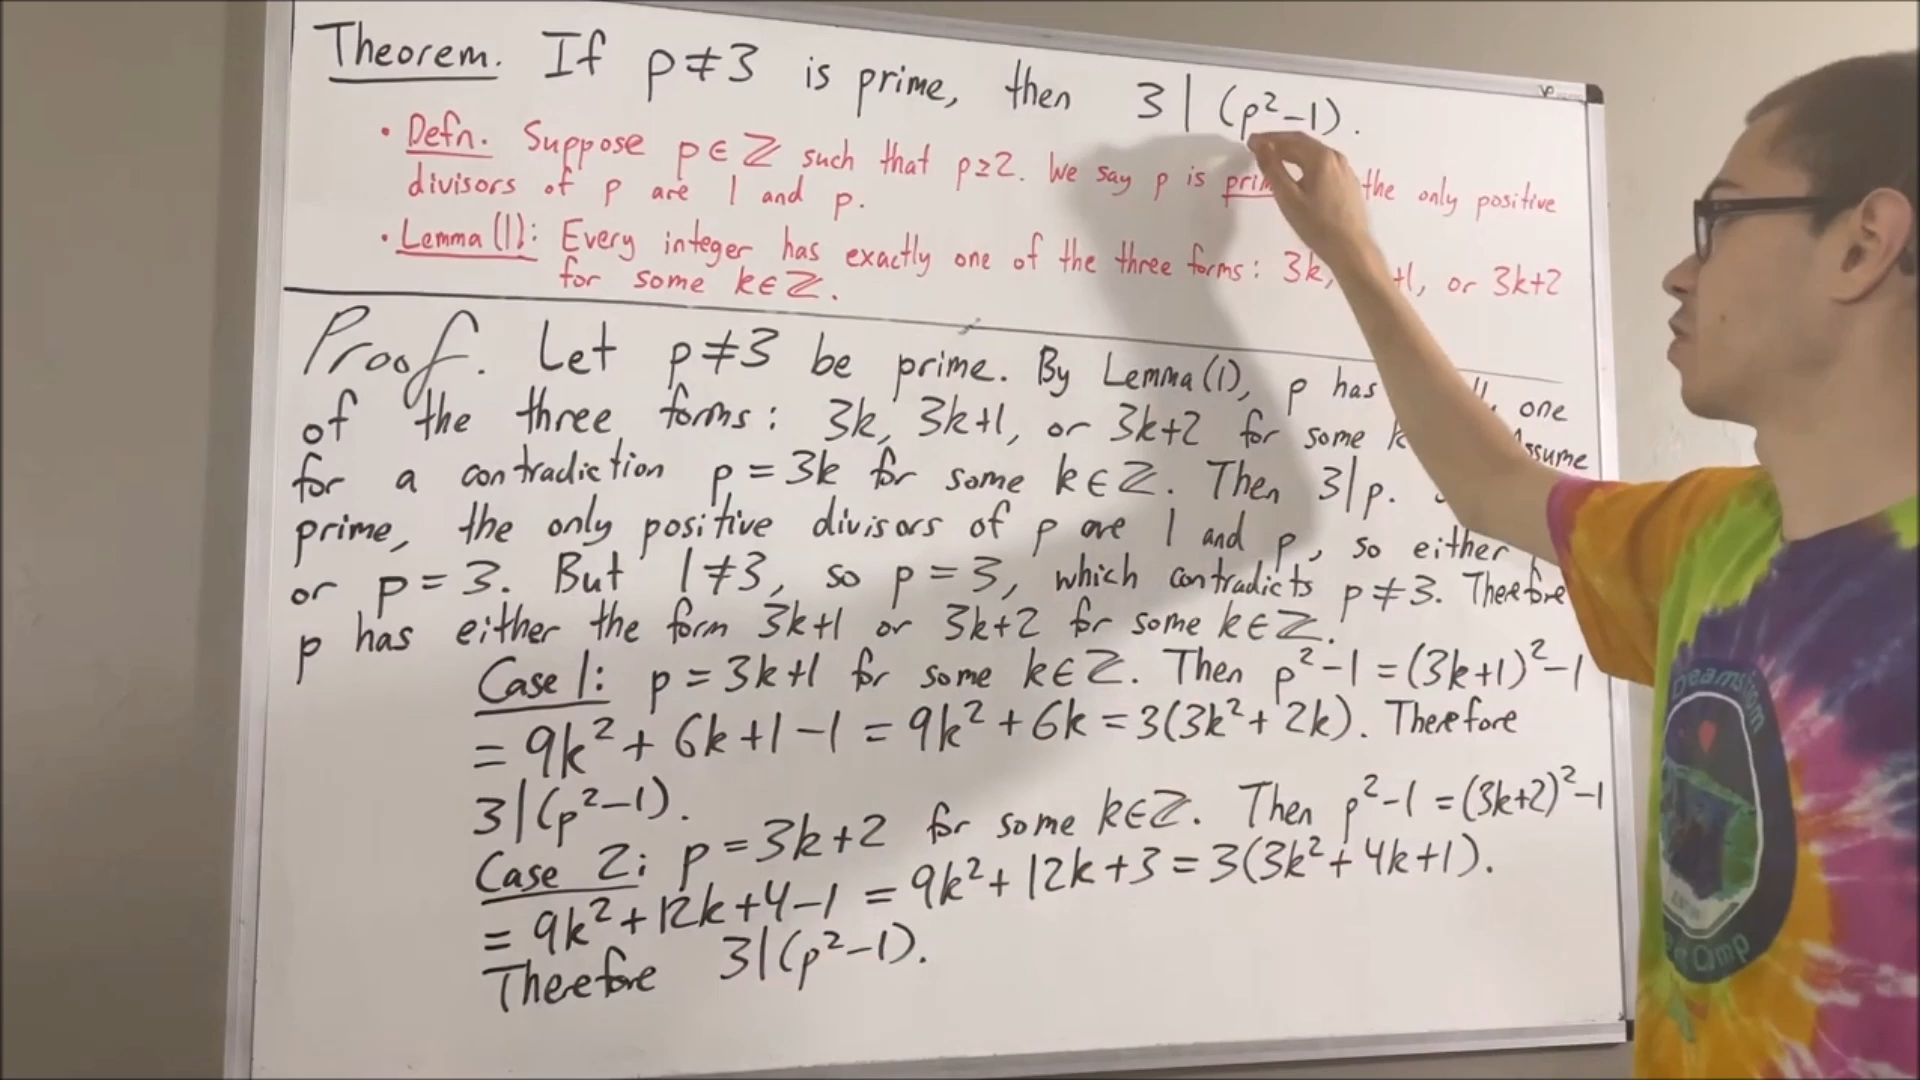 Theorem. If p≠3 is prime, then 3 | (p²-1).
• Defn. Suppose p∈ℤ such that p≥2. We say p is the only positive
divisors of p are 1 and p.
• Lemma (1): Every integer has exactly one of the three forms: 3k, +1, or 3k+2
for some k∈ℤ.
Proof. Let p≠3 be prime. By Lemma (1), p has one
of the three forms: 3k, 3k+1, or 3k+2 for some k
for a contradiction p = 3k for some k∈ℤ. Then 3|p.
prime, the only positive divisors of p are 1 and p, so either
or p = 3. But 1≠3, so p = 3, which contradicts p≠3. Therefore
p has either the form 3k+1 or 3k+2 for some k∈ℤ.
Case 1: p = 3k+1 for some k∈ℤ. Then p²-1 = (3k+1)²-1
= 9k² + 6k+1-1 = 9k² + 6k = 3(3k² + 2k). Therefore
3|(p²-1).
Case 2: p = 3k+2 for some k∈ℤ. Then p²-1 = (3k+2)²-1
= 9k²+12k+4-1 = 9k²+12k+3 = 3(3k²+4k+1).
Therefore 3|(p²-1).